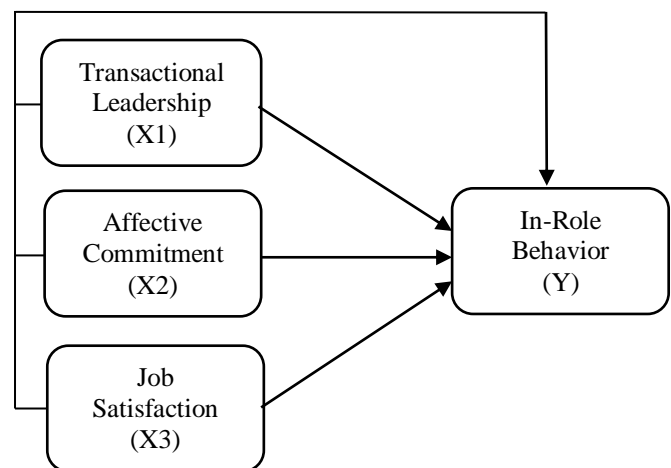 Transactional
Leadership
(X1)
Affective
Commitment
(X2)
In-Role
Behavior
(Y)
Job
Satisfaction
(X3)